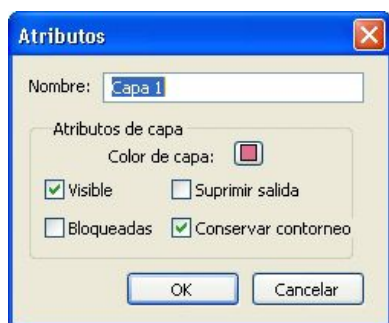 Atributos
Nombre: Capa 1
Atributos de capa
Color de capa:
Visible Suprimir salida
Bloqueadas Conservar contorneo
OK Cancelar